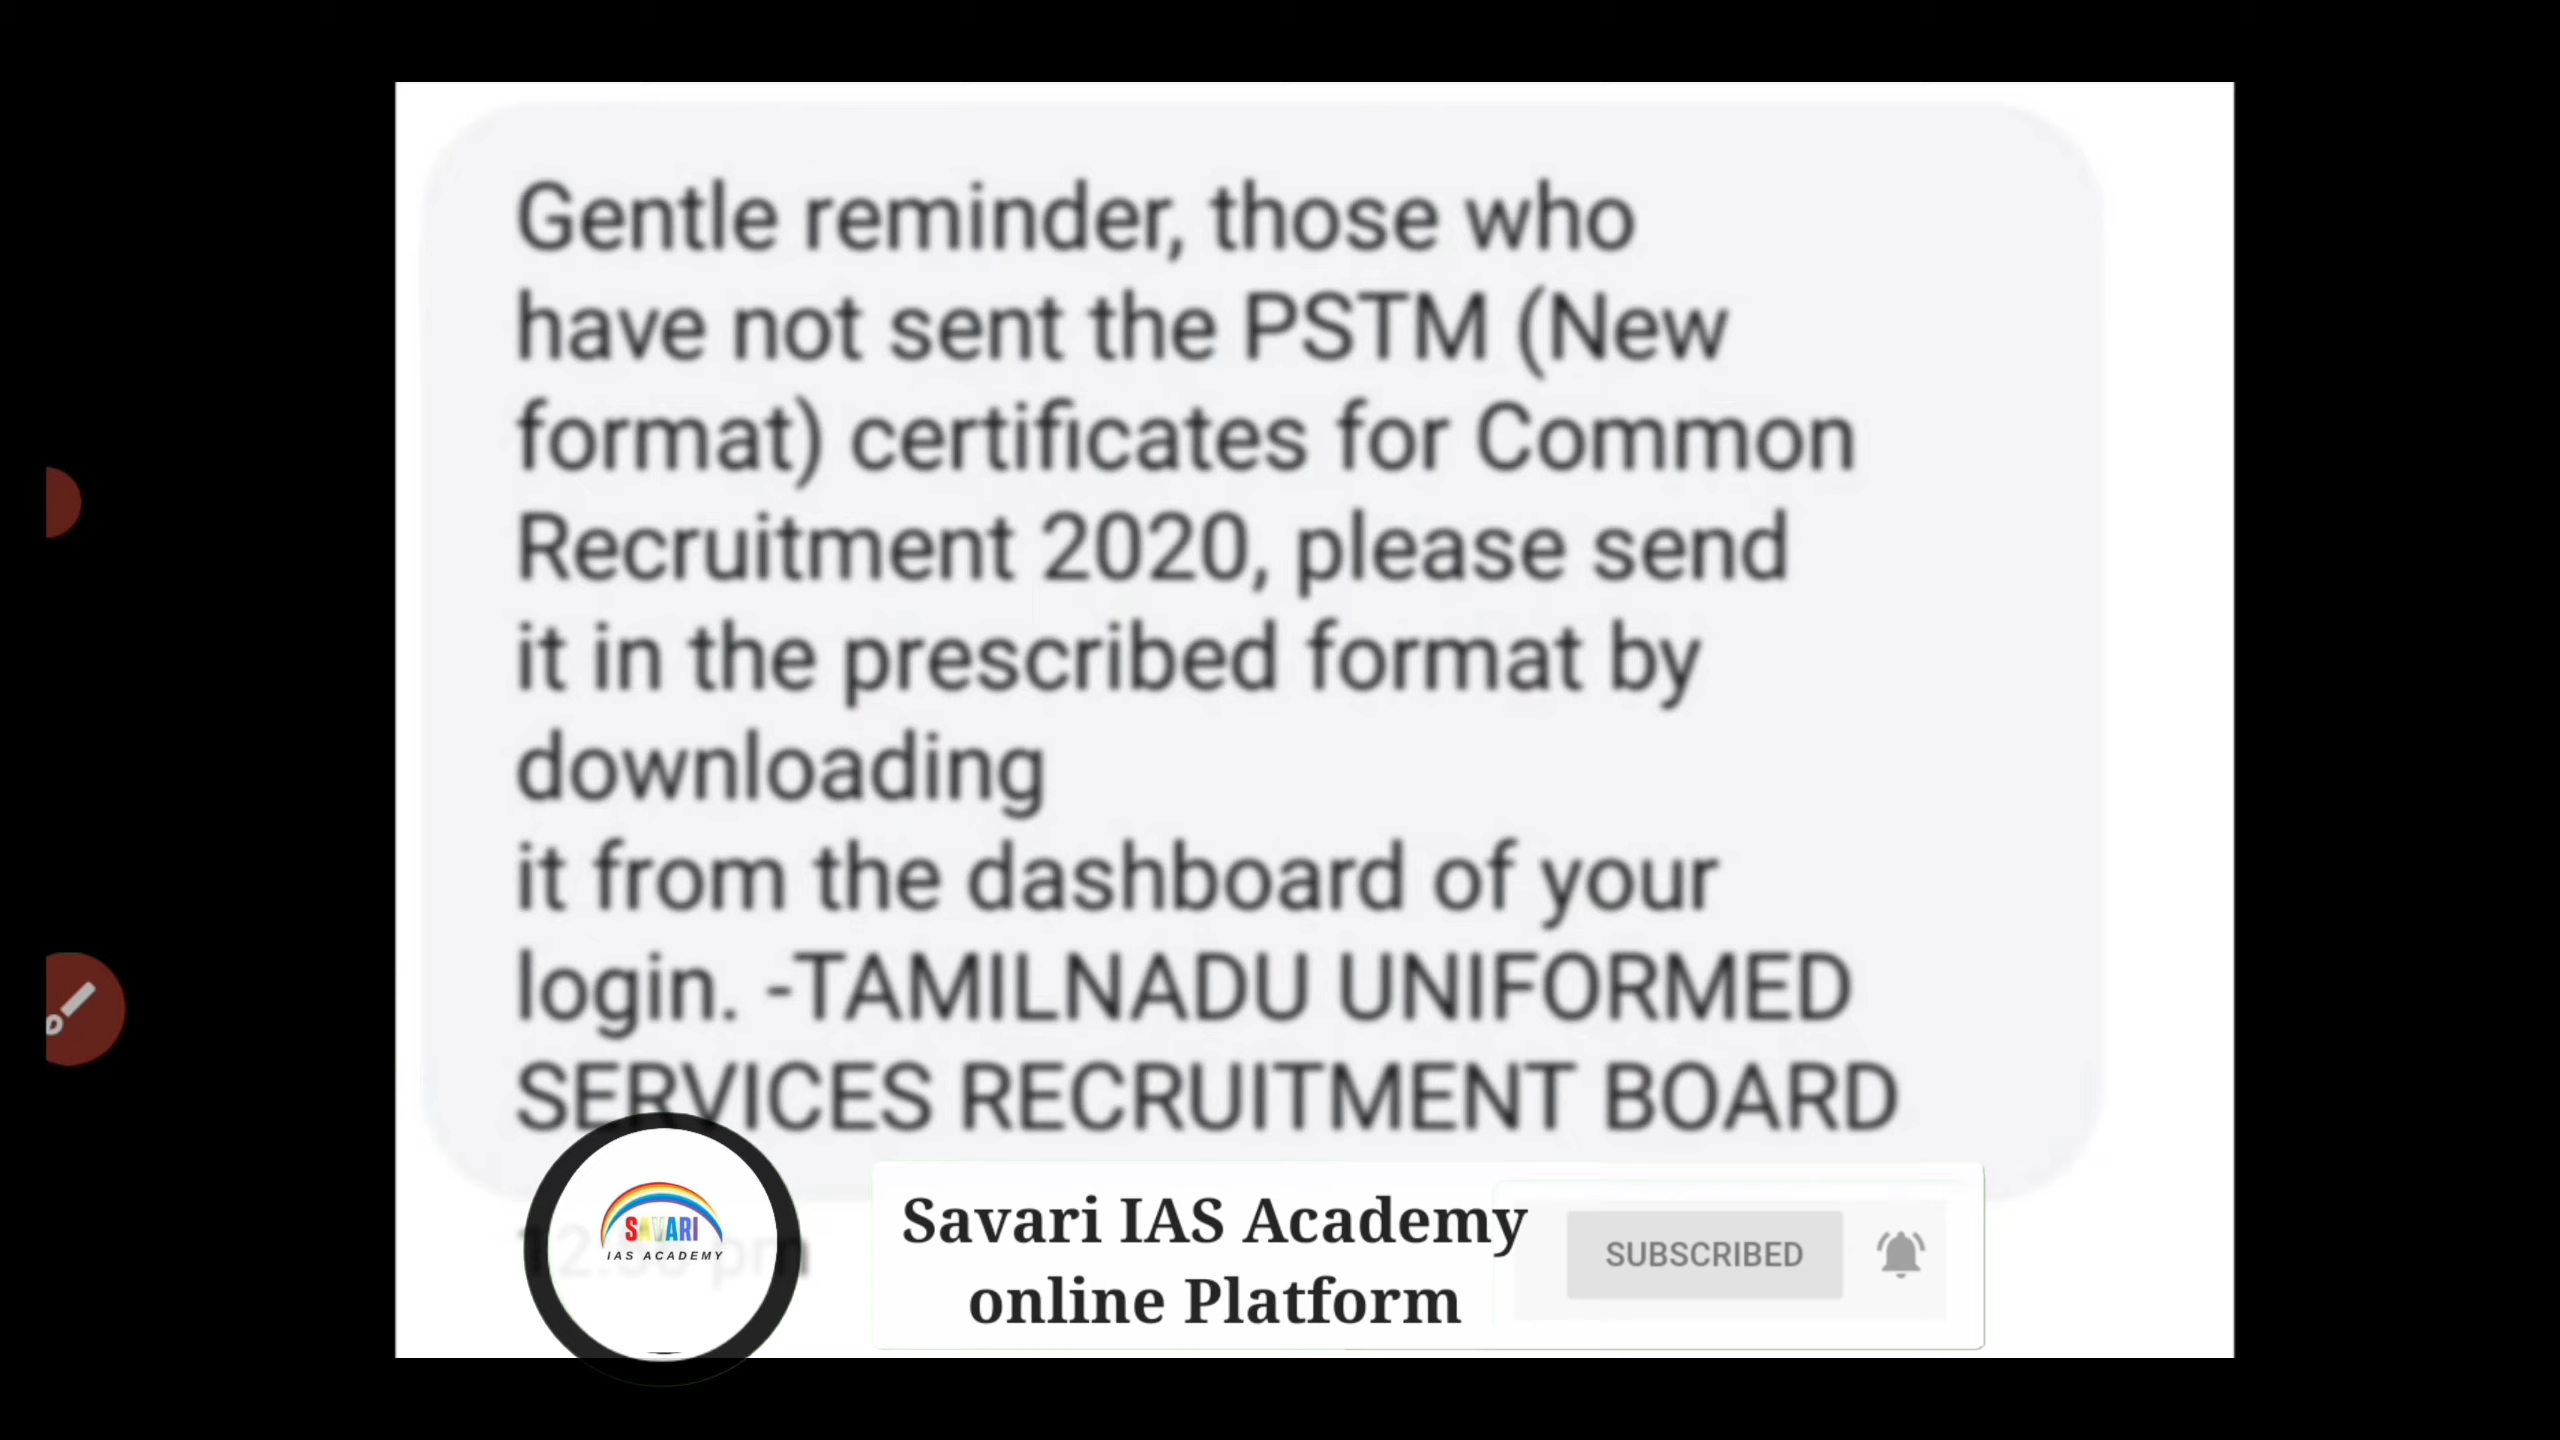 Gentle reminder, those who
have not sent the PSTM (New
format) certificates for Common
Recruitment 2020, please send
it in the prescribed format by
downloading
it from the dashboard of your
login. -TAMILNADU UNIFORMED
SERVICES RECRUITMENT BOARD
pm
SAVARI
IAS ACADEMY
Savari IAS Academy
online Platform
SUBSCRIBED